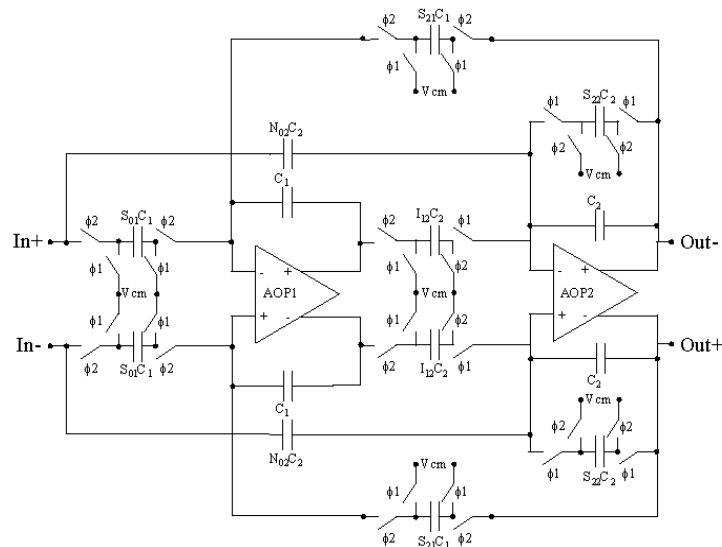 S₂₁C₁
ϕ2 ϕ2
ϕ1 ϕ1
Vcm
S₂₂C₂
ϕ1 ϕ1
ϕ2 ϕ2
Vcm
N₀₂C₂
C₁
C₂
S₀₁C₁
ϕ2 ϕ2
I₁₂C₂
ϕ2 ϕ1
In+
Out-
ϕ1 ϕ1
ϕ1 ϕ2
- +
AOP1
+ -
- +
AOP2
+ -
Vcm
Vcm
ϕ1 ϕ1
ϕ1 ϕ2
In-
Out+
ϕ2 ϕ2
S₀₁C₁
ϕ2 ϕ1
I₁₂C₂
C₁
C₂
N₀₂C₂
Vcm
ϕ2 ϕ2
ϕ1 ϕ1
S₂₂C₂
Vcm
ϕ1 ϕ1
ϕ2 ϕ2
S₂₁C₁